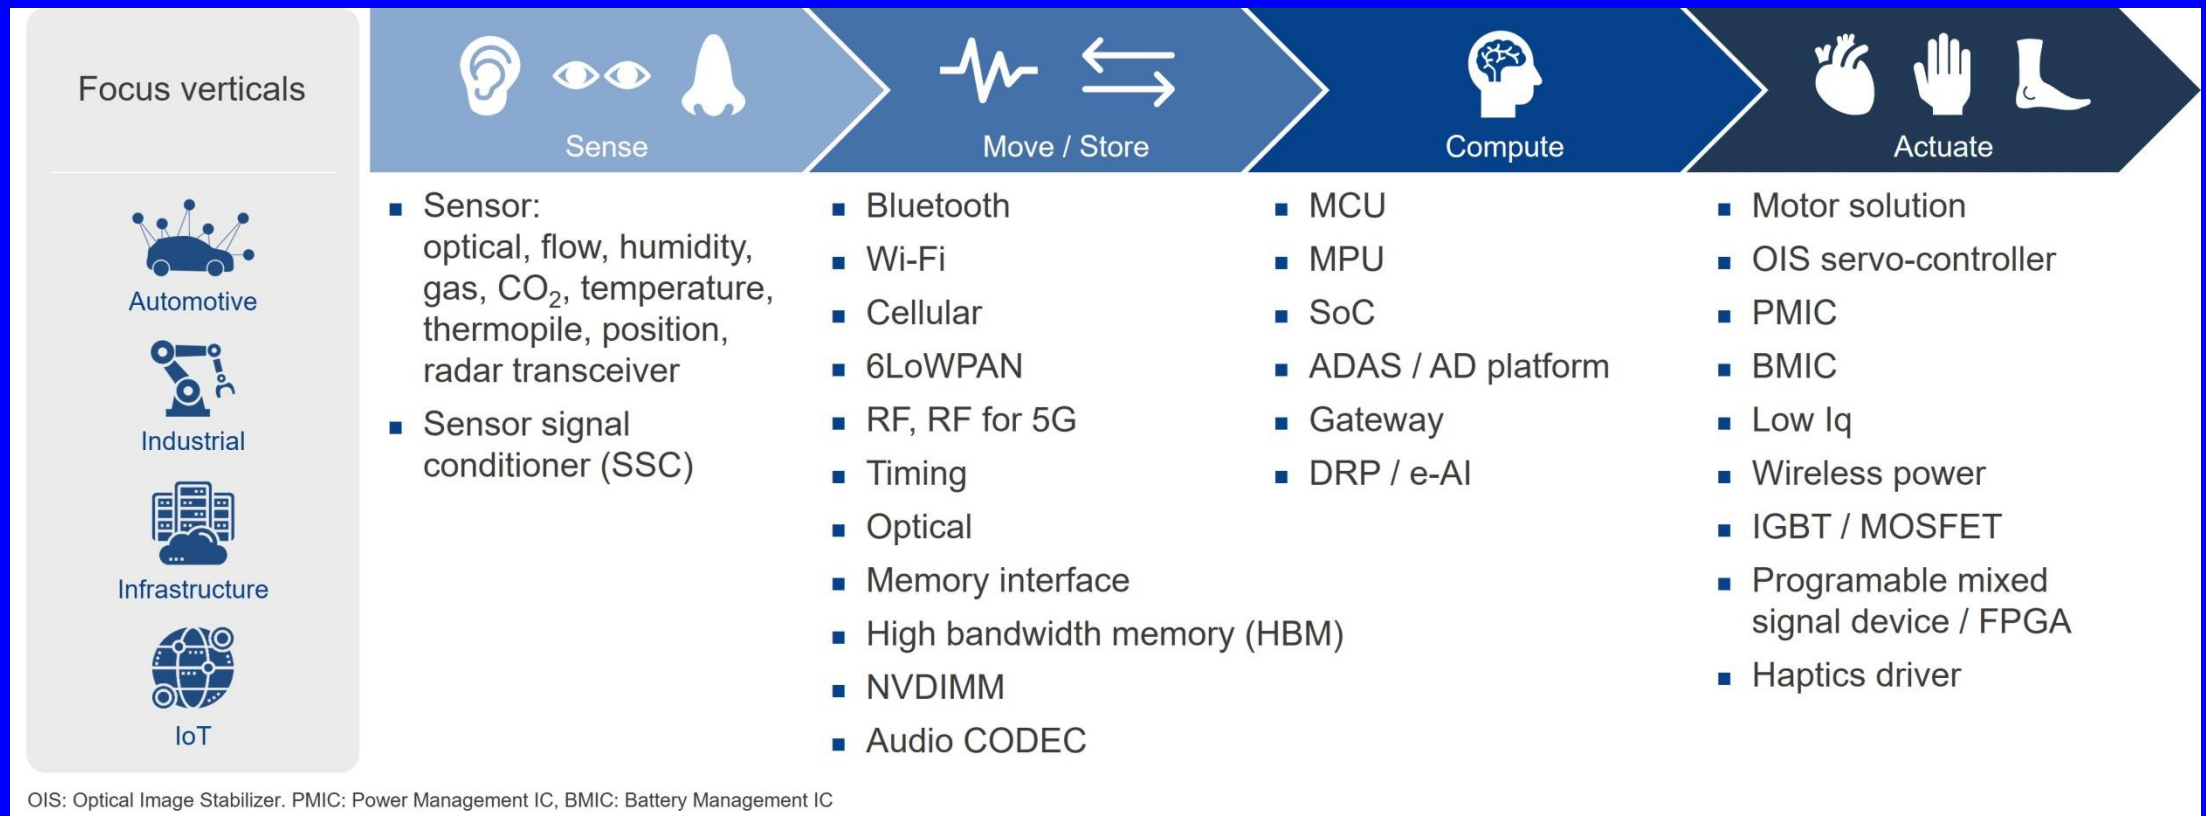 Focus verticals
Automotive
Industrial
Infrastructure
IoT
Sense
Sensor:
optical, flow, humidity,
gas, CO₂, temperature,
thermopile, position,
radar transceiver
Sensor signal
conditioner (SSC)
Move / Store
Bluetooth
Wi-Fi
Cellular
6LoWPAN
RF, RF for 5G
Timing
Optical
Memory interface
High bandwidth memory (HBM)
NVDIMM
Audio CODEC
Compute
MCU
MPU
SoC
ADAS / AD platform
Gateway
DRP / e-AI
Actuate
Motor solution
OIS servo-controller
PMIC
BMIC
Low Iq
Wireless power
IGBT / MOSFET
Programable mixed
signal device / FPGA
Haptics driver
OIS: Optical Image Stabilizer. PMIC: Power Management IC, BMIC: Battery Management IC